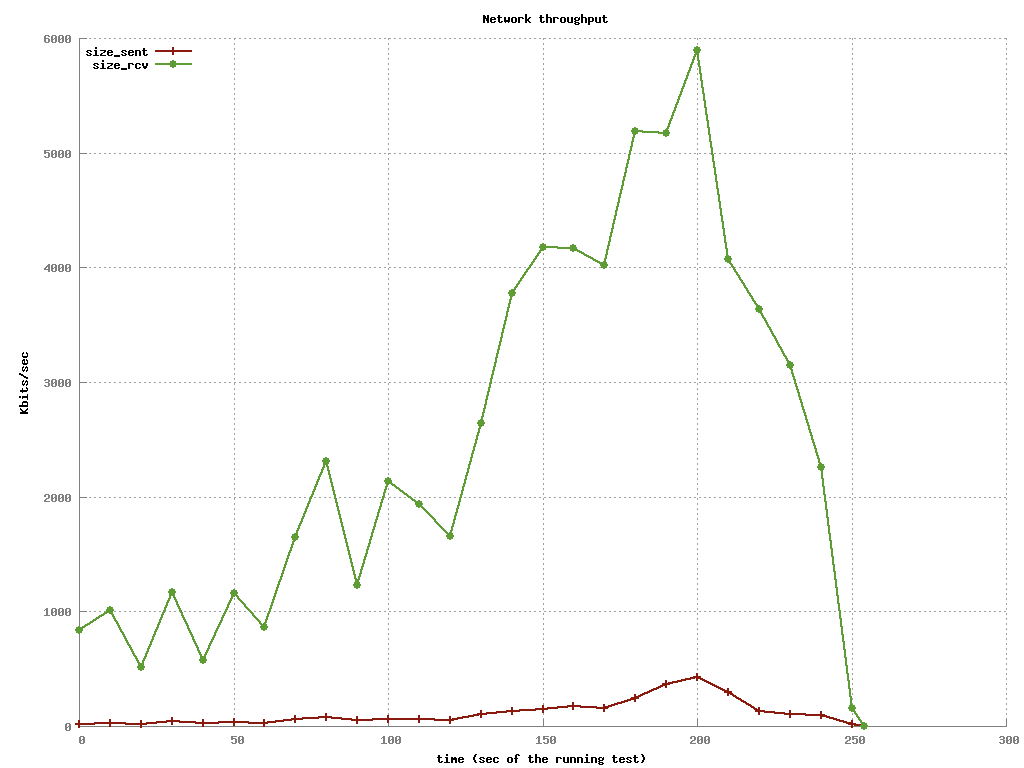 Network throughput
6000
size_sent
size_rcv
5000
4000
3000
Kbits/sec
2000
1000
0
0 50 100 150 200 250 300
time (sec of the running test)